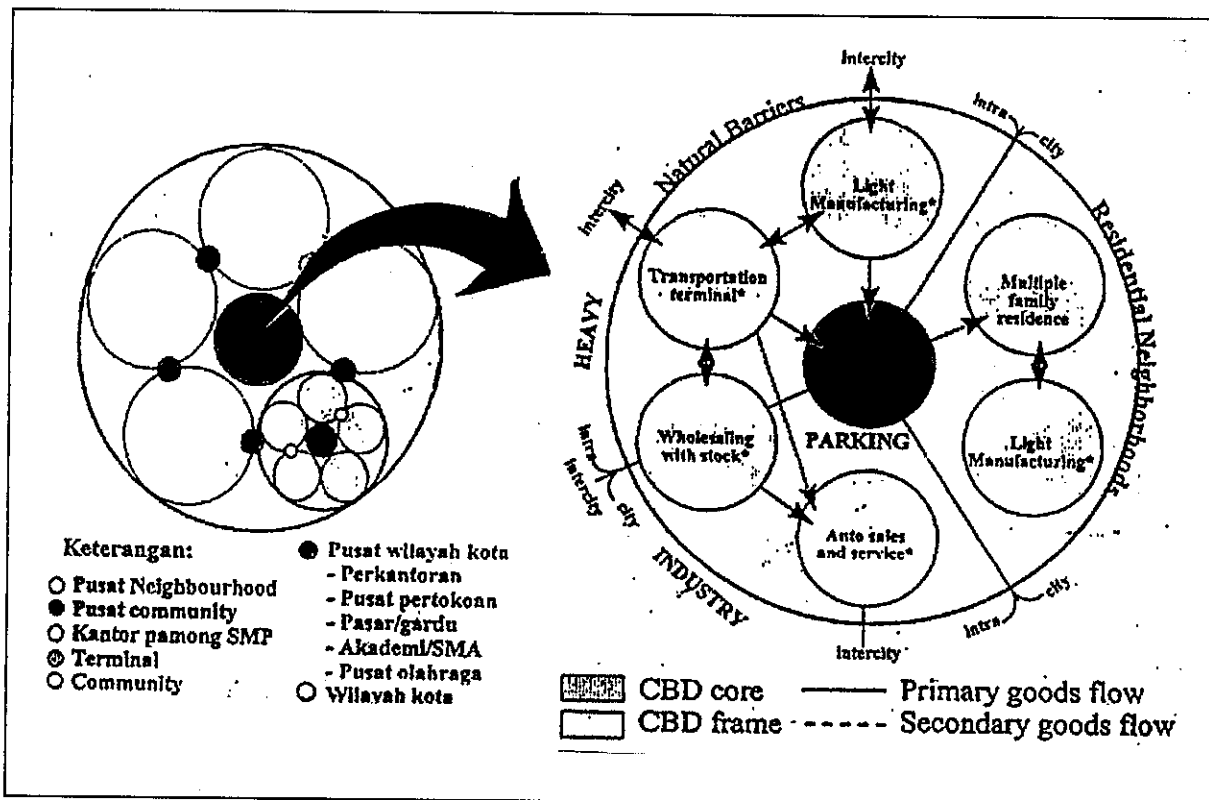 Keterangan:
Pusat Neighbourhood
Pusat community
Kantor pamong SMP
Terminal
Community
Pusat wilayah kota
- Perkantoran
- Pusat pertokoan
- Pasar/gardu
- Akademi/SMA
- Pusat olahraga
Wilayah kota
Intercity
Natural Barriers
Intra
city
Intercity
Light
Manufacturing*
Residential Neighborhoods
Transportation
terminal*
Multiple
family
residence
HEAVY
PARKING
Wholesaling
with stock*
Light
Manufacturing*
Intra
city
Intercity
Auto sales
and service*
INDUSTRY
Intra
city
Intercity
CBD core
Primary goods flow
CBD frame
Secondary goods flow